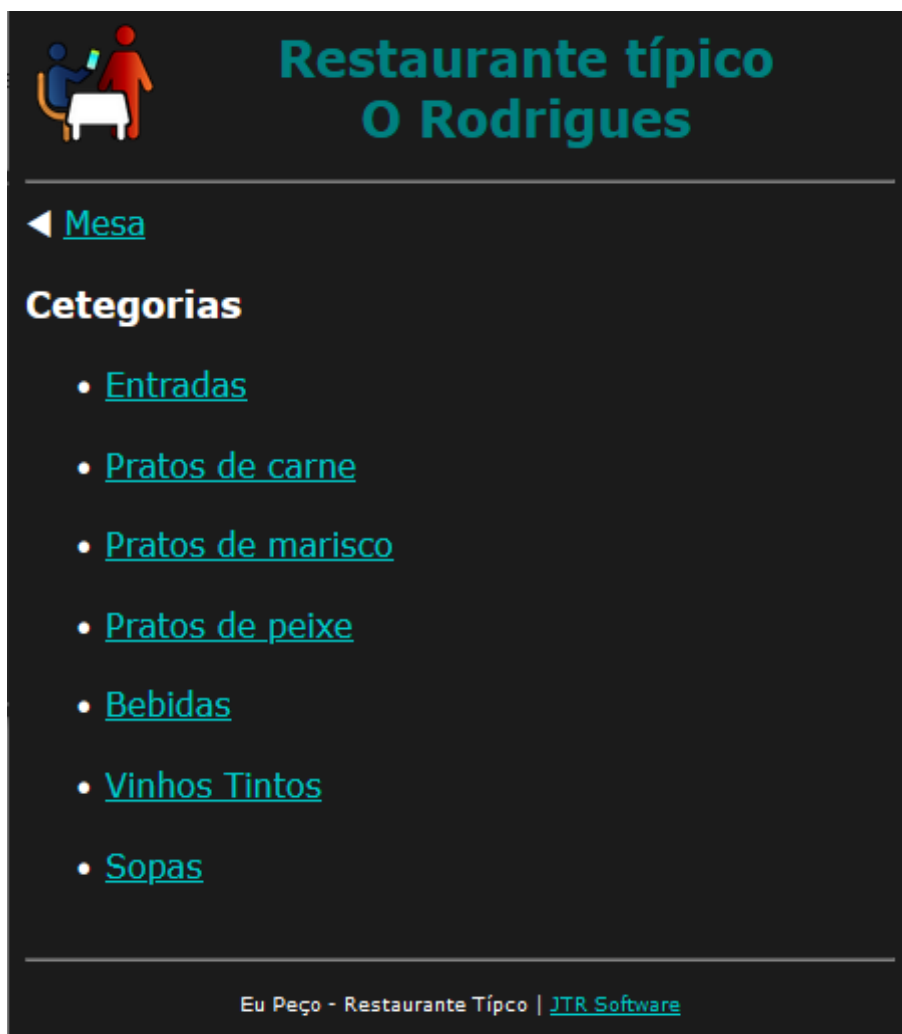 Restaurante típico
O Rodrigues
Mesa
Cetegorias
Entradas
Pratos de carne
Pratos de marisco
Pratos de peixe
Bebidas
Vinhos Tintos
Sopas
Eu Peço - Restaurante Típco | JTR Software